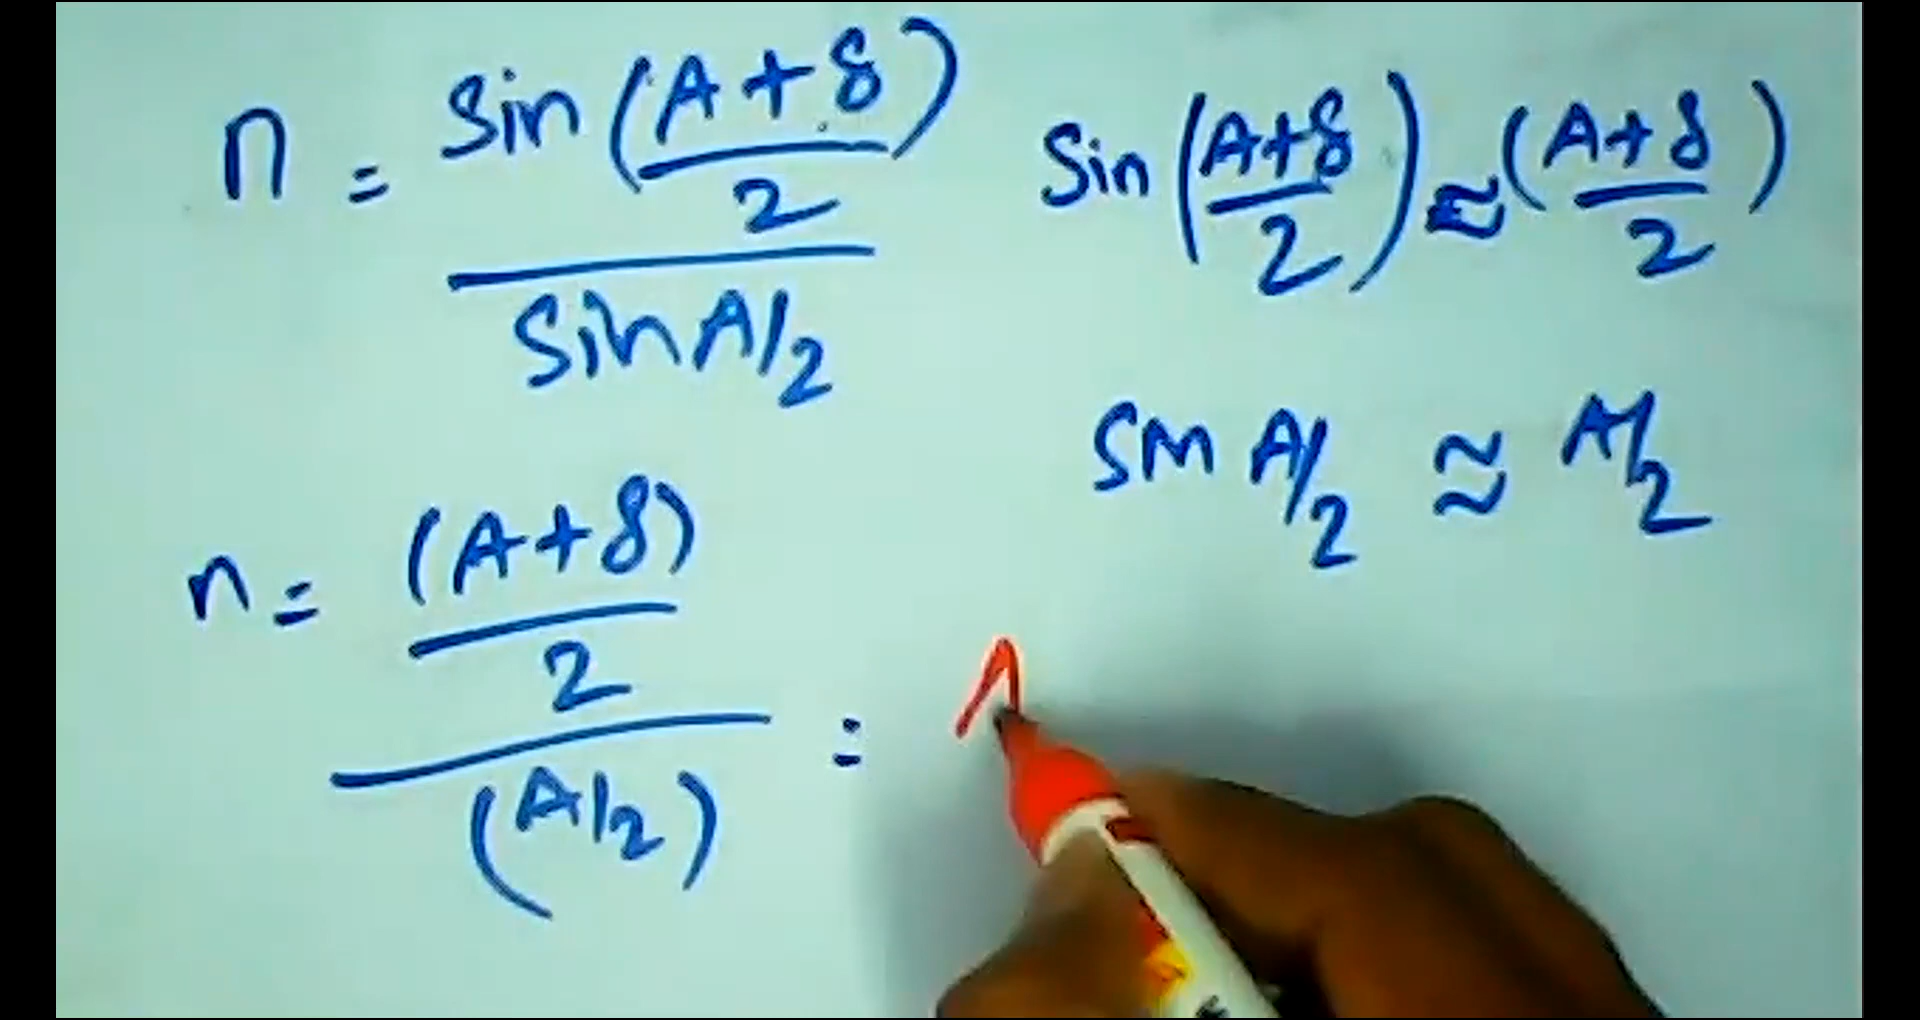 n = Sin (A+δ / 2) / Sin A/2
Sin (A+δ / 2) ≈ (A+δ / 2)
Sin A/2 ≈ A/2
n = (A+δ) / 2 / (A/2) = A